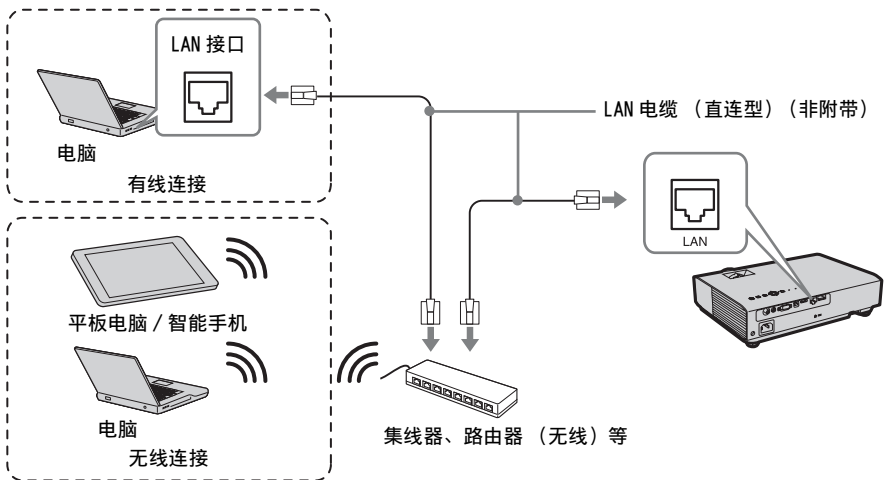 LAN 接口
电脑
有线连接
LAN 电缆 （直连型）（非附带）
LAN
平板电脑 / 智能手机
电脑
无线连接
集线器、路由器 （无线）等